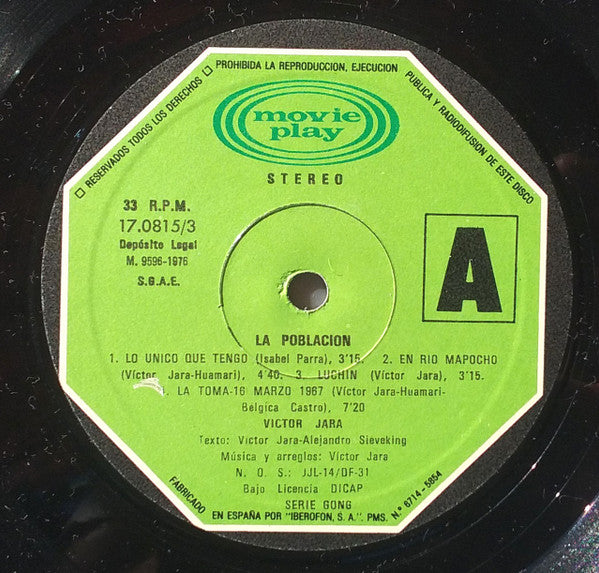 □ RESERVADOS TODOS LOS DERECHOS □ PROHIBIDA LA REPRODUCCION, EJECUCION PUBLICA Y RADIODIFUSION DE ESTE DISCO
movie
play
STEREO
33 R.P.M.
17.0815/3
Depósito Legal
M. 9596-1976
S.G.A.E.
A
LA POBLACION
1. LO UNICO QUE TENGO (Isabel Parra), 3'15. 2. EN RIO MAPOCHO
(Víctor Jara-Huamari), 4'40. 3. LUCHIN (Víctor Jara), 3'15.
. LA TOMA-16 MARZO 1967 (Víctor Jara-Huamari-
Belgica Castro), 7'20
VICTOR JARA
Texto: Víctor Jara-Alejandro Sieveking
Música y arreglos: Víctor Jara
N. O. S.: JJL-14/DF-31
Bajo Licencia DICAP
SERIE GONG
FABRICADO EN ESPAÑA POR "IBEROFON, S. A.". PMS. N.º 6714-5854